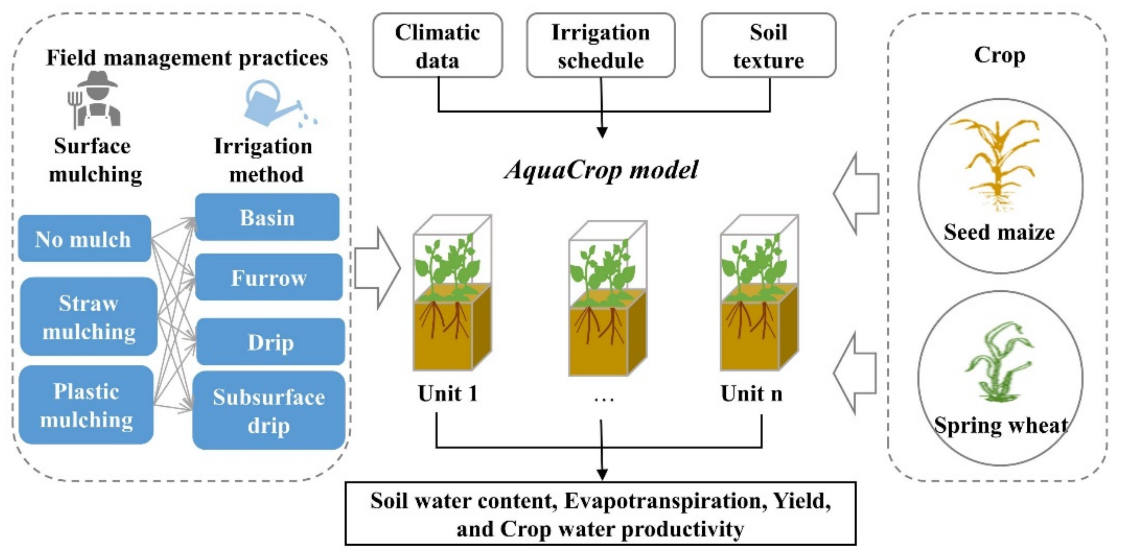 Field management practices
Surface
mulching
Irrigation
method
No mulch
Straw
mulching
Plastic
mulching
Basin
Furrow
Drip
Subsurface
drip
Climatic
data
Irrigation
schedule
Soil
texture
AquaCrop model
Unit 1
...
Unit n
Soil water content, Evapotranspiration, Yield,
and Crop water productivity
Crop
Seed maize
Spring wheat